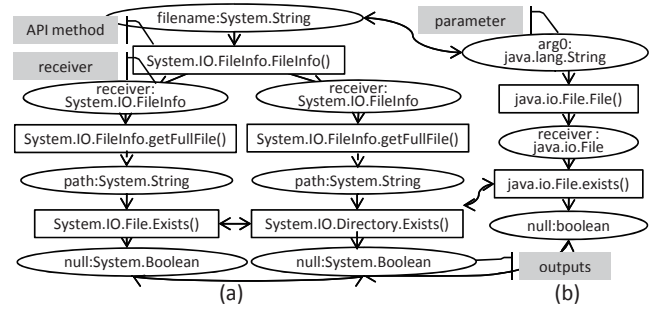 filename:System.String
API method
System.IO.FileInfo.FileInfo()
receiver
receiver:
System.IO.FileInfo
System.IO.FileInfo.getFullFile()
path:System.String
System.IO.File.Exists()
null:System.Boolean
receiver:
System.IO.FileInfo
System.IO.FileInfo.getFullFile()
path:System.String
System.IO.Directory.Exists()
null:System.Boolean
(a)
parameter
arg0:
java.lang.String
java.io.File.File()
receiver :
java.io.File
java.io.File.exists()
null:boolean
outputs
(b)